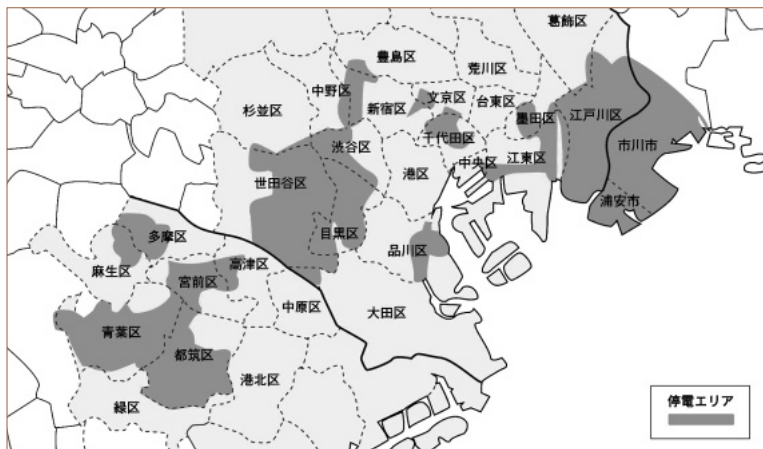 葛飾区
豊島区
荒川区
中野区
杉並区
新宿区
文京区
台東区
墨田区
江戸川区
千代田区
市川市
渋谷区
世田谷区
港区
中央区
江東区
浦安市
目黒区
品川区
多摩区
麻生区
高津区
宮前区
中原区
大田区
青葉区
都筑区
港北区
緑区
停電エリア